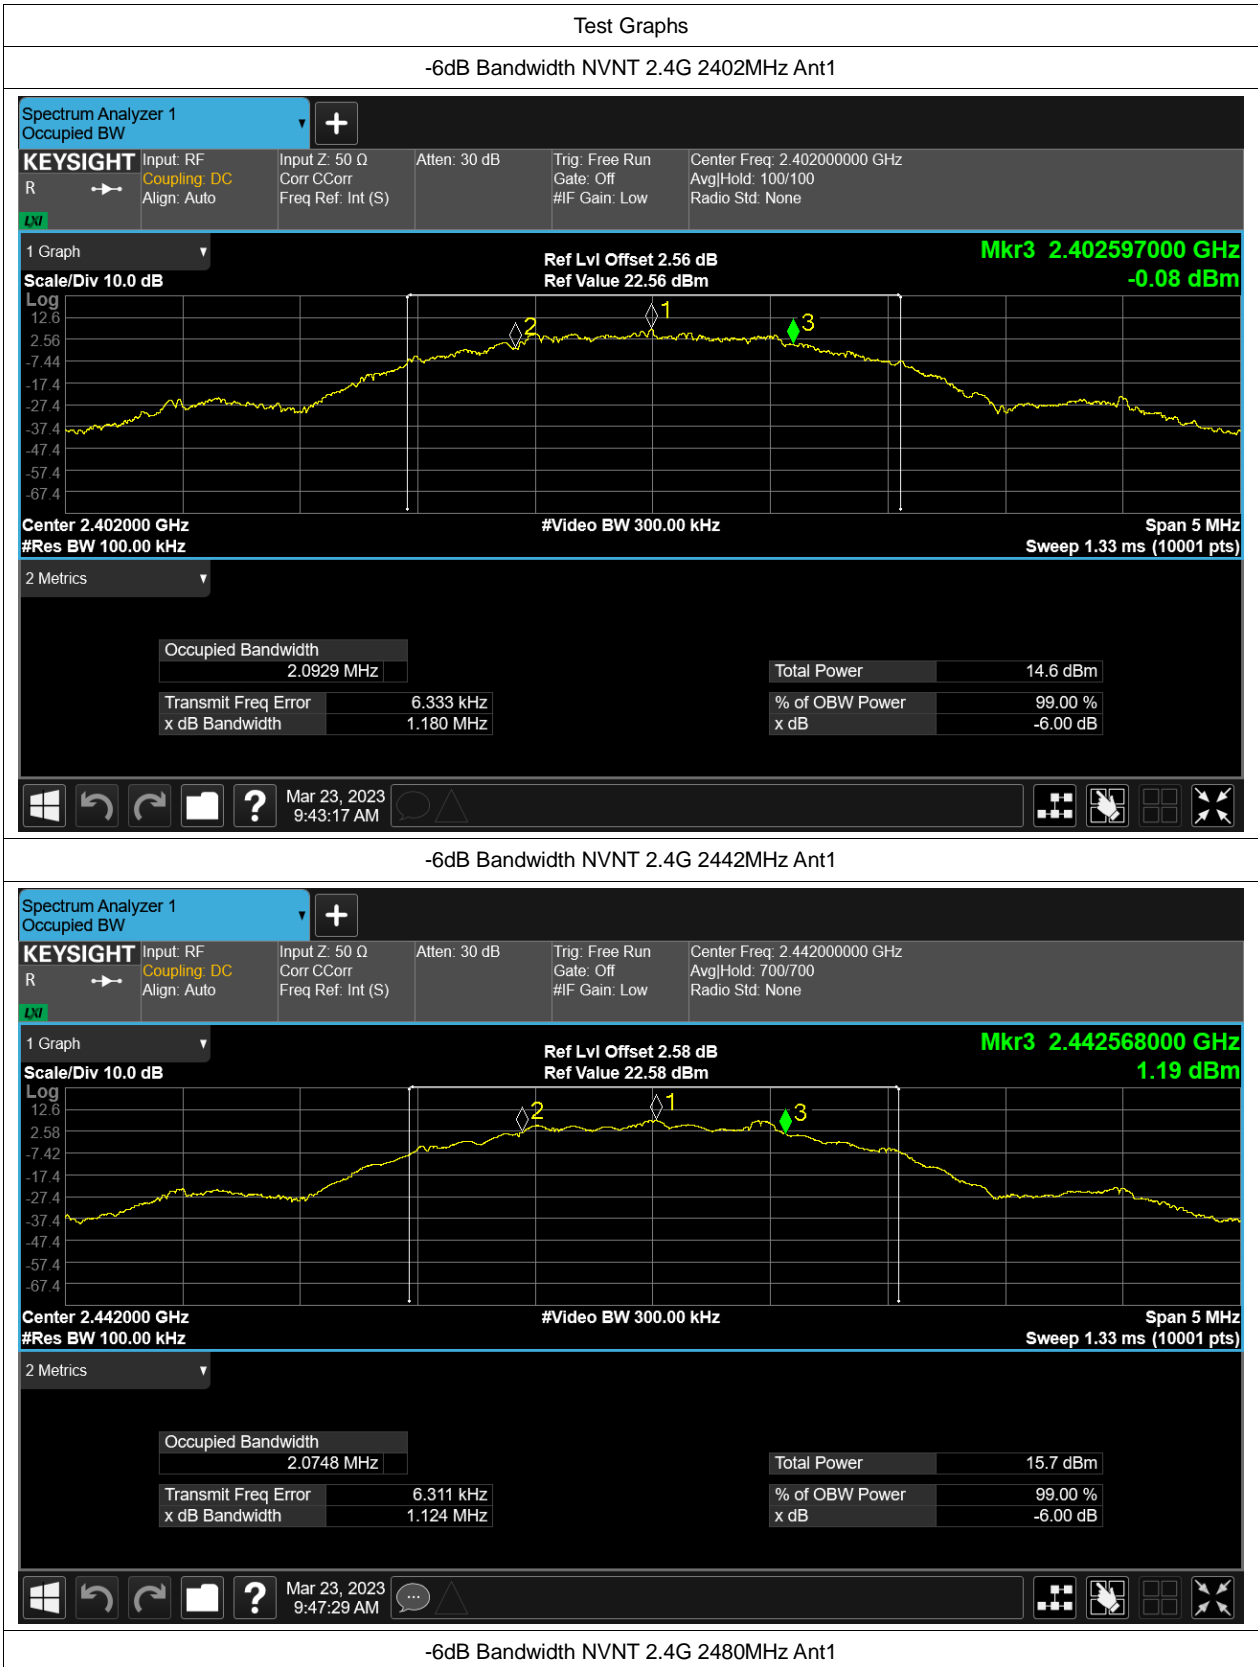 Test Graphs
-6dB Bandwidth NVNT 2.4G 2402MHz Ant1
Spectrum Analyzer 1
Occupied BW
KEYSIGHT Input: RF Input Z: 50 Ω Atten: 30 dB Trig: Free Run Center Freq: 2.402000000 GHz
R Coupling: DC Corr CCorr Gate: Off Avg|Hold: 100/100
Align: Auto Freq Ref: Int (S) #IF Gain: Low Radio Std: None
LXI
1 Graph Ref Lvl Offset 2.56 dB Mkr3 2.402597000 GHz
Scale/Div 10.0 dB Ref Value 22.56 dBm -0.08 dBm
Log
12.6
2.56
-7.44
-17.4
-27.4
-37.4
-47.4
-57.4
-67.4
2 1 3
Center 2.402000 GHz #Video BW 300.00 kHz Span 5 MHz
#Res BW 100.00 kHz Sweep 1.33 ms (10001 pts)
2 Metrics
Occupied Bandwidth
2.0929 MHz Total Power 14.6 dBm
Transmit Freq Error 6.333 kHz % of OBW Power 99.00 %
x dB Bandwidth 1.180 MHz x dB -6.00 dB
Mar 23, 2023
9:43:17 AM
-6dB Bandwidth NVNT 2.4G 2442MHz Ant1
Spectrum Analyzer 1
Occupied BW
KEYSIGHT Input: RF Input Z: 50 Ω Atten: 30 dB Trig: Free Run Center Freq: 2.442000000 GHz
R Coupling: DC Corr CCorr Gate: Off Avg|Hold: 700/700
Align: Auto Freq Ref: Int (S) #IF Gain: Low Radio Std: None
LXI
1 Graph Ref Lvl Offset 2.58 dB Mkr3 2.442568000 GHz
Scale/Div 10.0 dB Ref Value 22.58 dBm 1.19 dBm
Log
12.6
2.58
-7.42
-17.4
-27.4
-37.4
-47.4
-57.4
-67.4
2 1 3
Center 2.442000 GHz #Video BW 300.00 kHz Span 5 MHz
#Res BW 100.00 kHz Sweep 1.33 ms (10001 pts)
2 Metrics
Occupied Bandwidth
2.0748 MHz Total Power 15.7 dBm
Transmit Freq Error 6.311 kHz % of OBW Power 99.00 %
x dB Bandwidth 1.124 MHz x dB -6.00 dB
Mar 23, 2023
9:47:29 AM
-6dB Bandwidth NVNT 2.4G 2480MHz Ant1